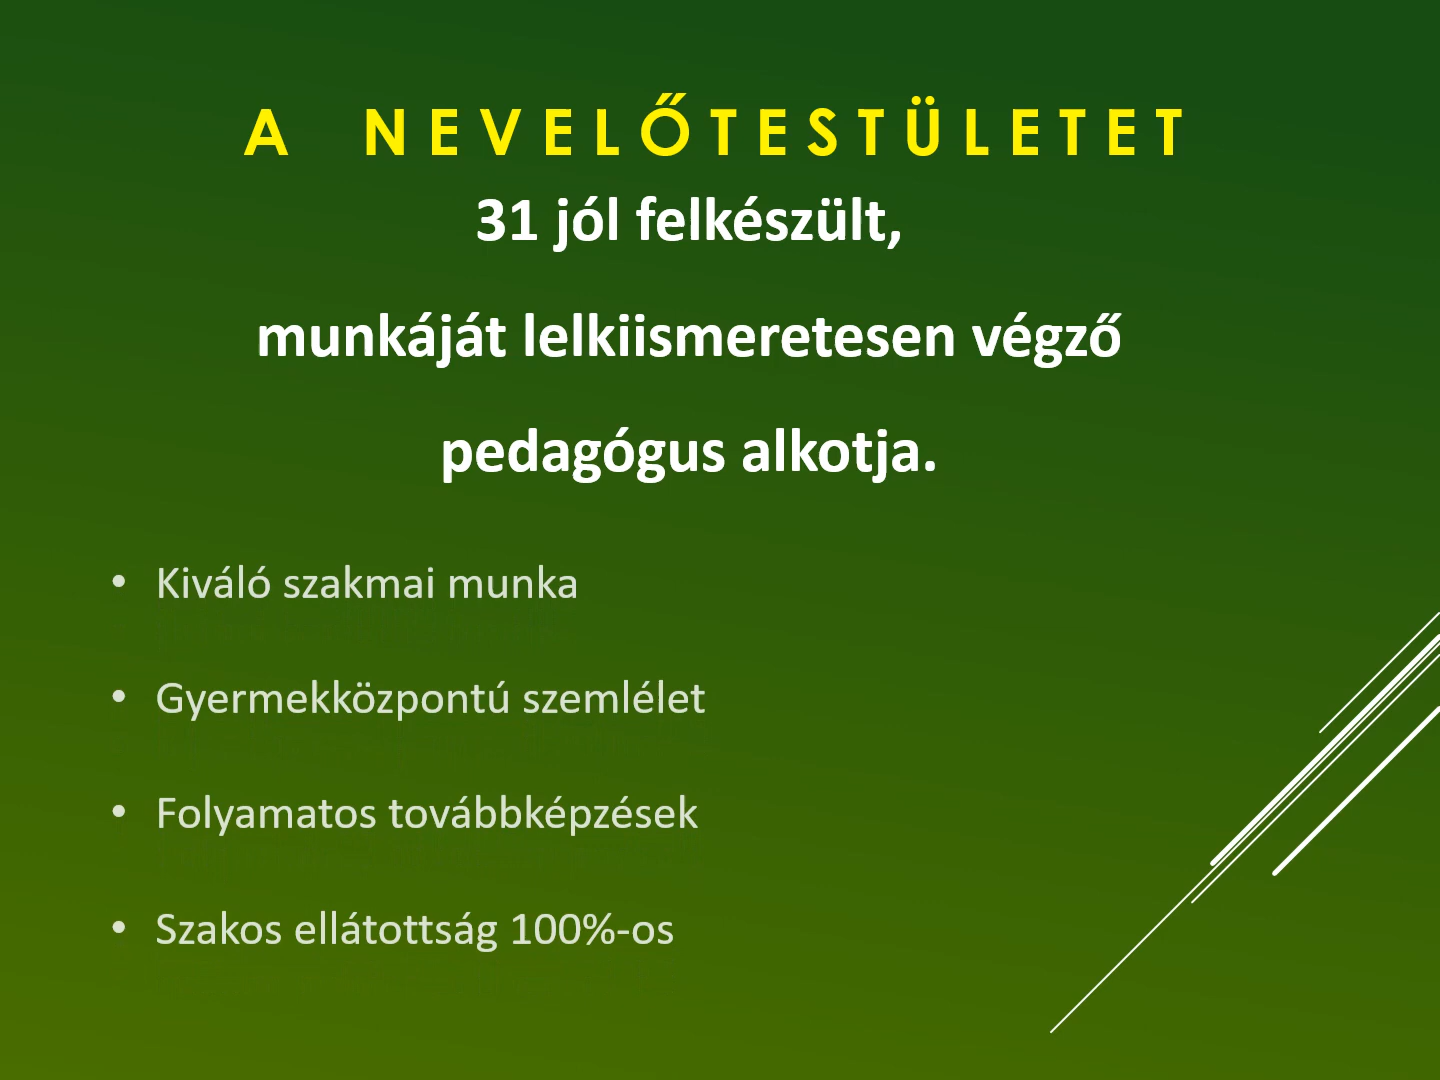 A NEVELŐTESTÜLETET
31 jól felkészült,
munkáját lelkiismeretesen végző
pedagógus alkotja.
• Kiváló szakmai munka
• Gyermekközpontú szemlélet
• Folyamatos továbbképzések
• Szakos ellátottság 100%-os